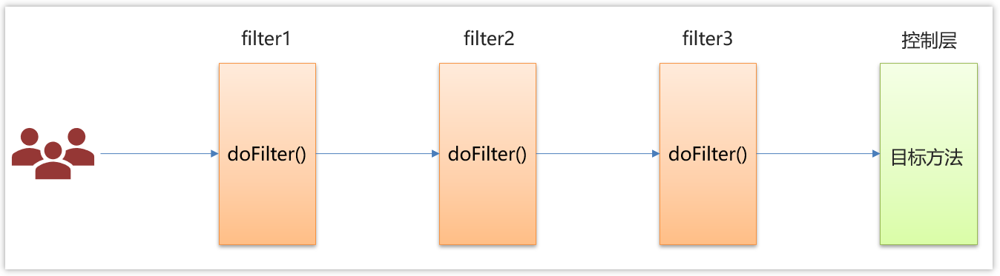 filter1
filter2
filter3
控制层
doFilter()
doFilter()
doFilter()
目标方法